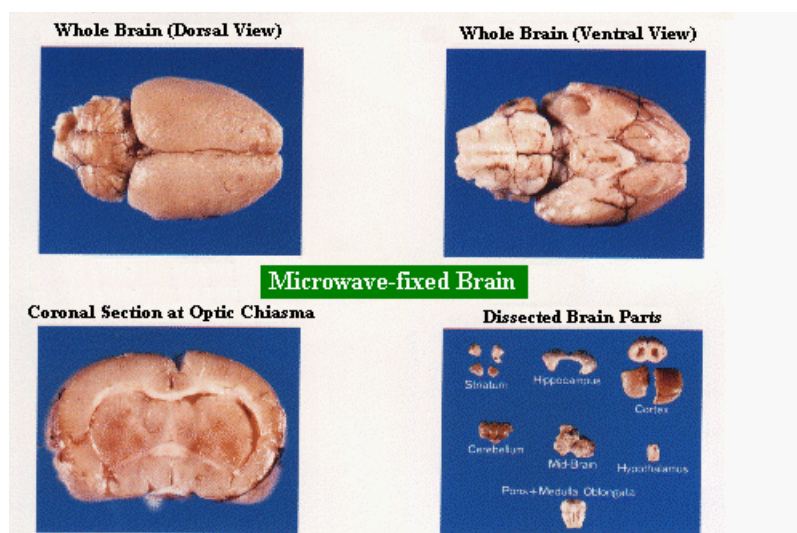 Whole Brain (Dorsal View)
Whole Brain (Ventral View)
Microwave-fixed Brain
Coronal Section at Optic Chiasma
Dissected Brain Parts
Striatum
Hippocampus
Cortex
Cerebellum
Mid-Brain
Hypothalamus
Pons+Medulla Oblongata